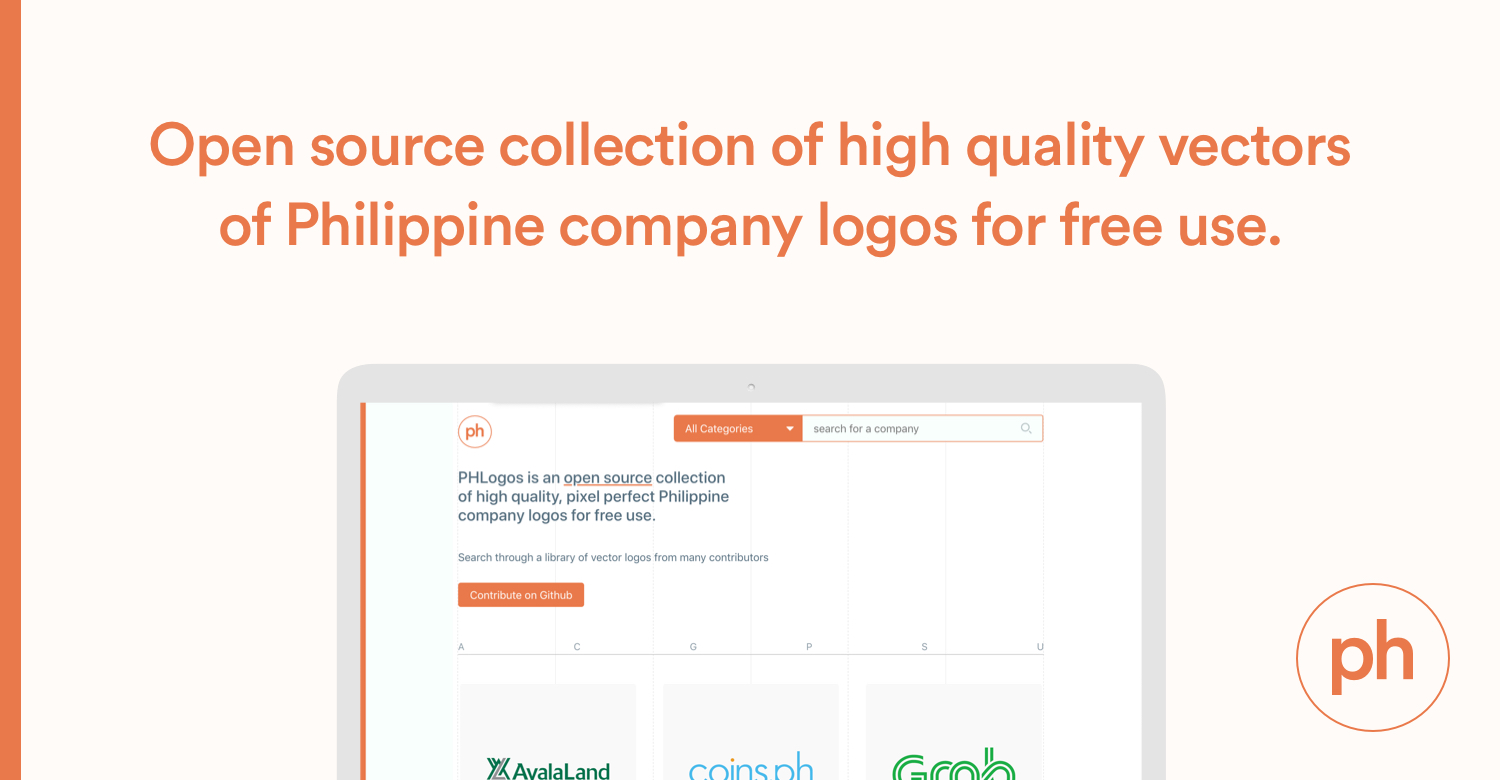 Open source collection of high quality vectors
of Philippine company logos for free use.
ph
All Categories
search for a company
PHLogos is an open source collection
of high quality, pixel perfect Philippine
company logos for free use.
Search through a library of vector logos from many contributors
Contribute on Github
A C G P S U
AyalaLand
coins.ph
Grab
ph